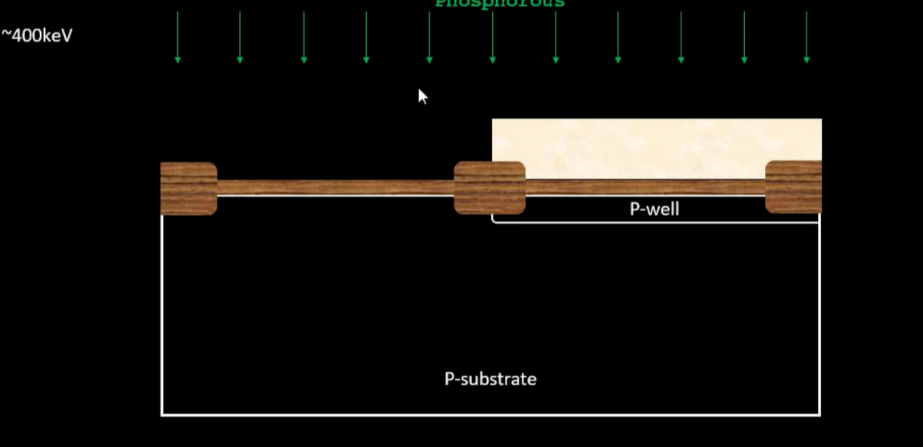 Phosphorous
~400keV
P-well
P-substrate